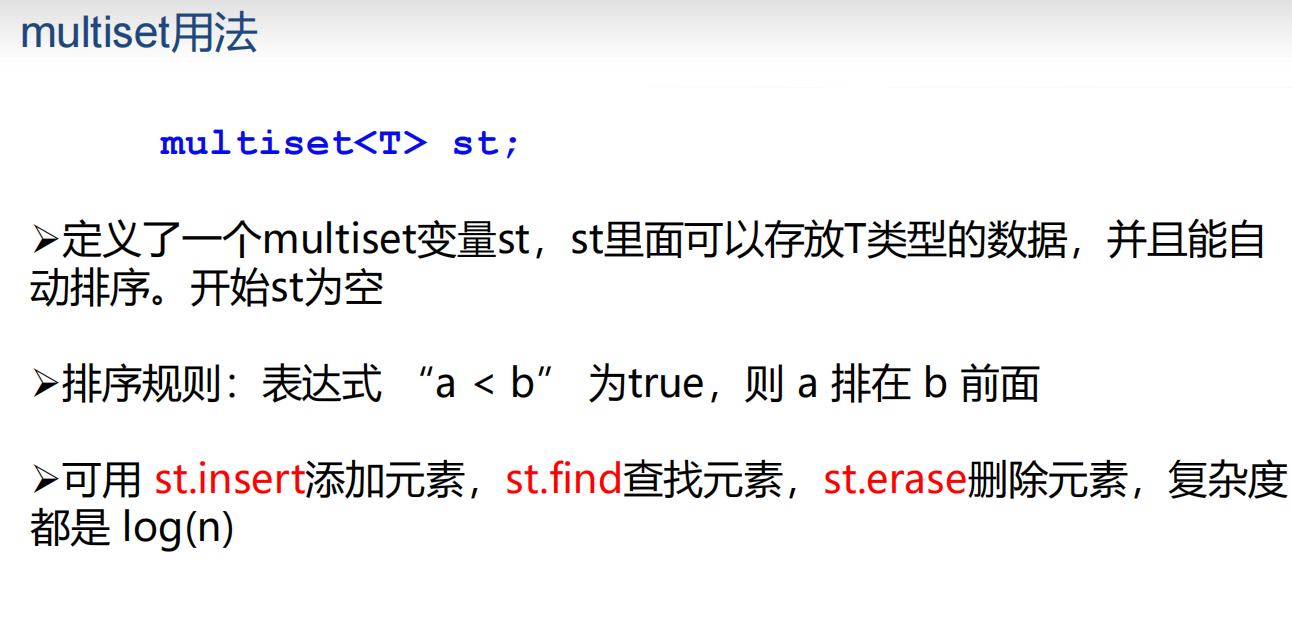 multiset用法
multiset<T> st;
➢定义了一个multiset变量st，st里面可以存放T类型的数据，并且能自
动排序。开始st为空
➢排序规则：表达式 “a < b” 为true，则 a 排在 b 前面
➢可用 st.insert添加元素，st.find查找元素，st.erase删除元素，复杂度
都是 log(n)